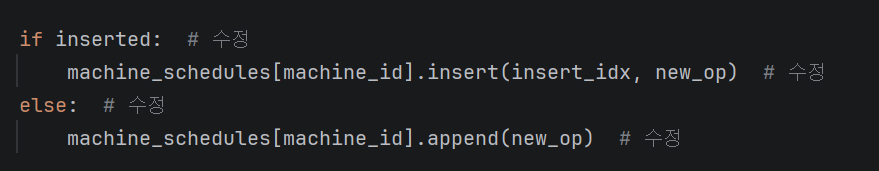 if inserted:  # 수정
    machine_schedules[machine_id].insert(insert_idx, new_op)  # 수정
else:  # 수정
    machine_schedules[machine_id].append(new_op)  # 수정